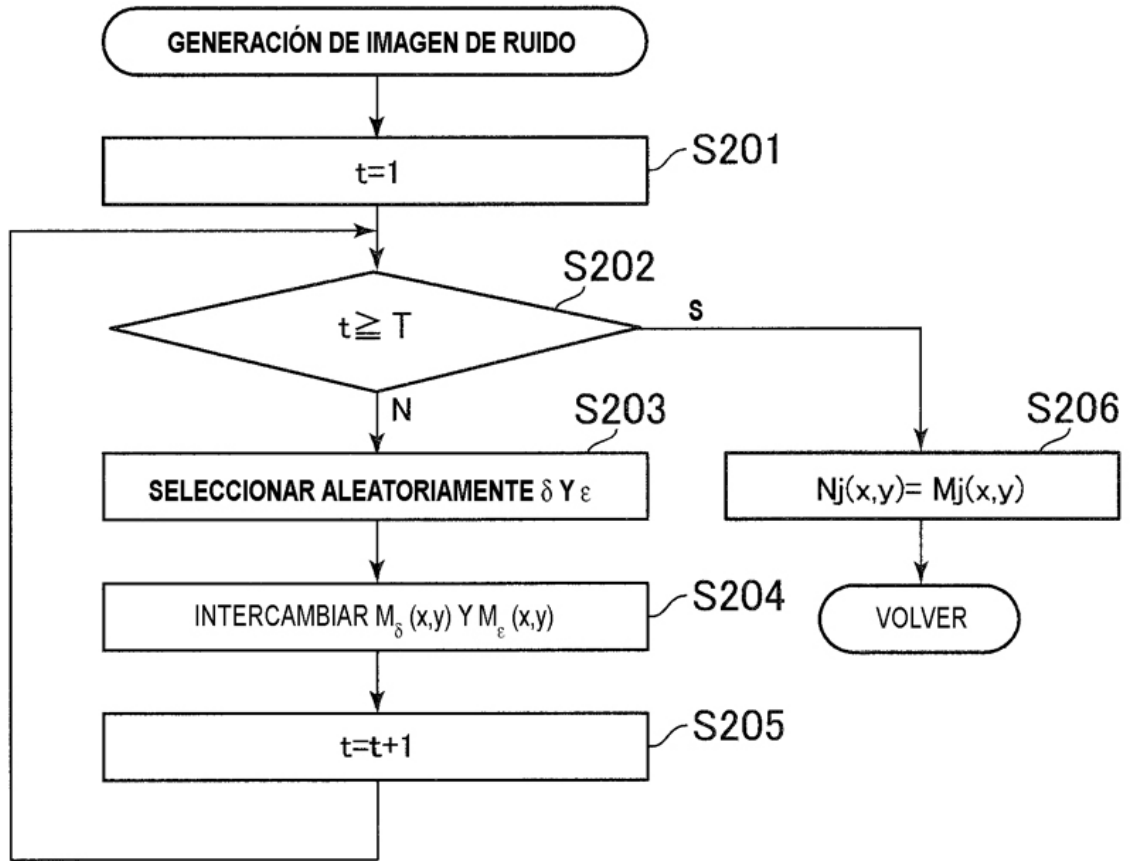 GENERACIÓN DE IMAGEN DE RUIDO
t=1
S201
t≧ T
S202
S
N
SELECCIONAR ALEATORIAMENTE δ Y ε
S203
INTERCAMBIAR Mδ (x,y) Y Mε (x,y)
S204
t=t+1
S205
Nj(x,y)= Mj(x,y)
S206
VOLVER